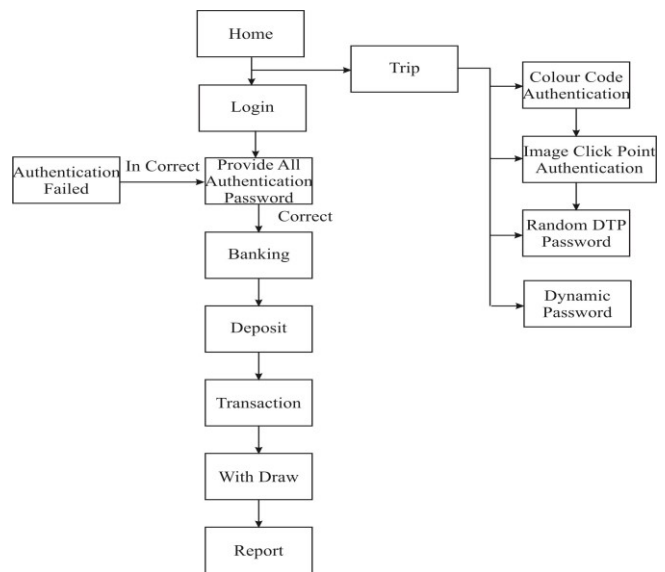 Home
Trip
Colour Code
Authentication
Login
Image Click Point
Authentication
In Correct
Authentication
Failed
Provide All
Authentication
Password
Correct
Random DTP
Password
Banking
Dynamic
Password
Deposit
Transaction
With Draw
Report